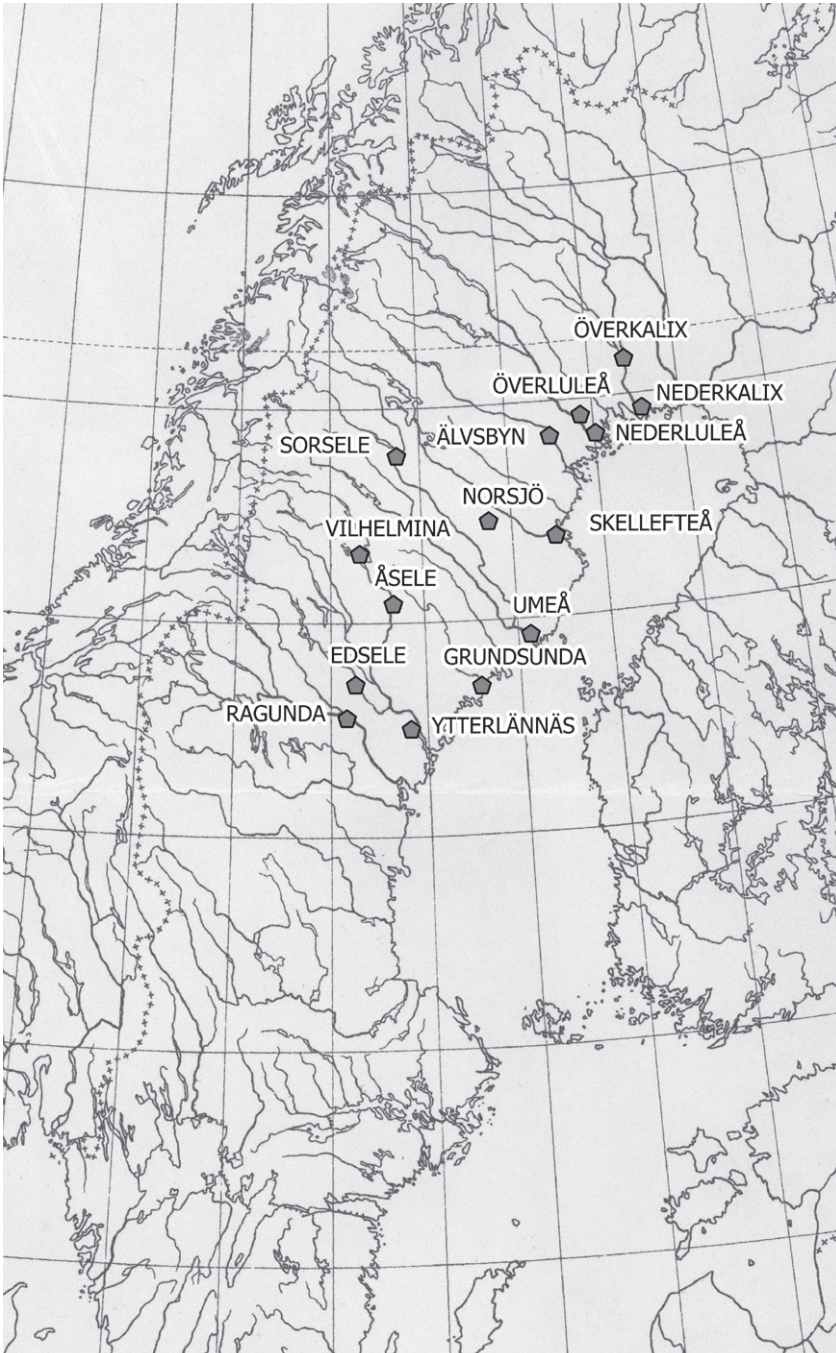 ÖVERKALIX
ÖVERLULEÅ
NEDERKALIX
ÄLVSBYN
NEDERLULEÅ
SORSELE
NORSJÖ
SKELLEFTEÅ
VILHELMINA
ÅSELE
UMEÅ
EDSELE
GRUNDSUNDA
RAGUNDA
YTTERLÄNNÄS